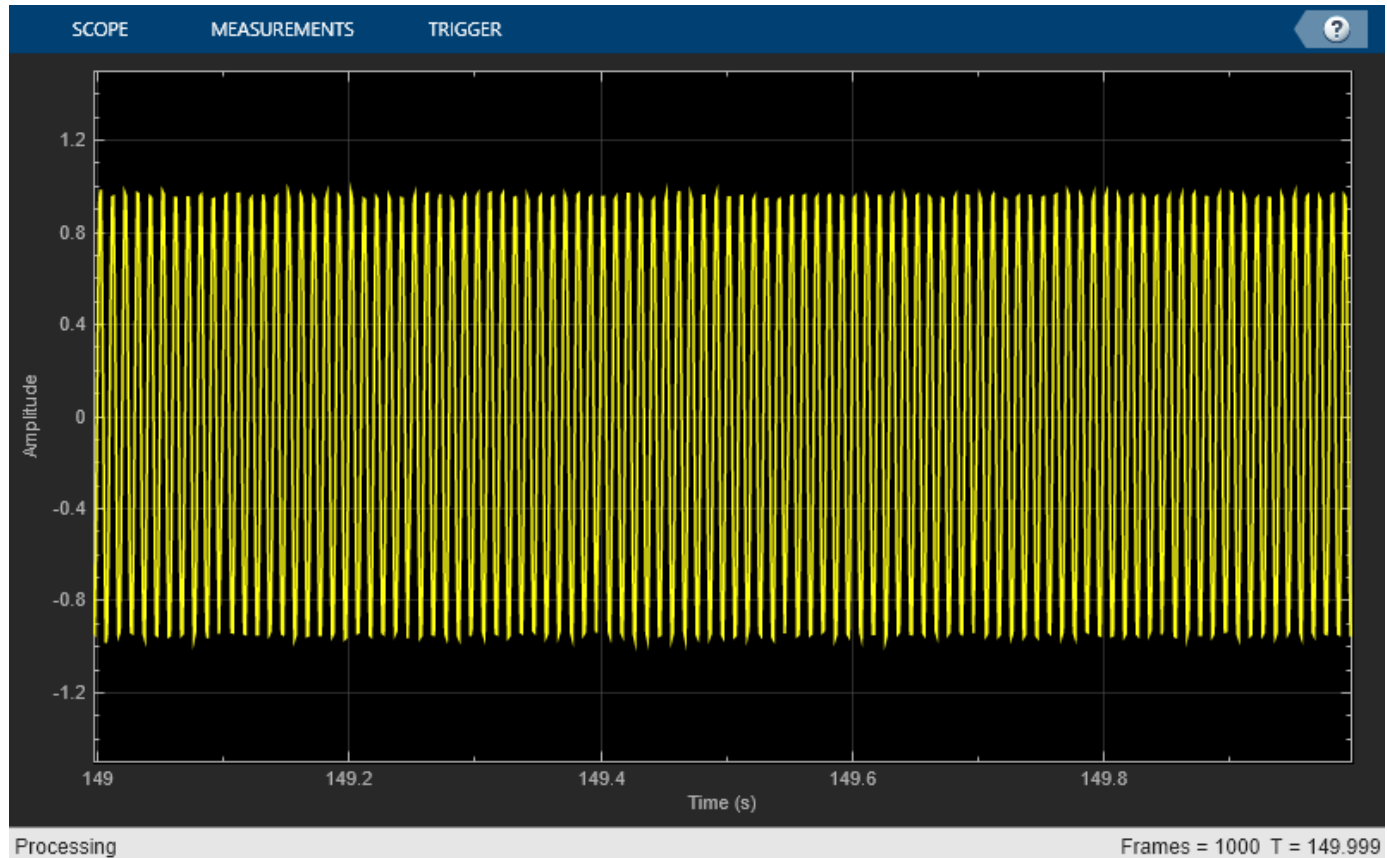 SCOPE MEASUREMENTS TRIGGER ?
1.2
0.8
0.4
0
-0.4
-0.8
-1.2
Amplitude
149 149.2 149.4 149.6 149.8
Time (s)
Processing Frames = 1000 T = 149.999